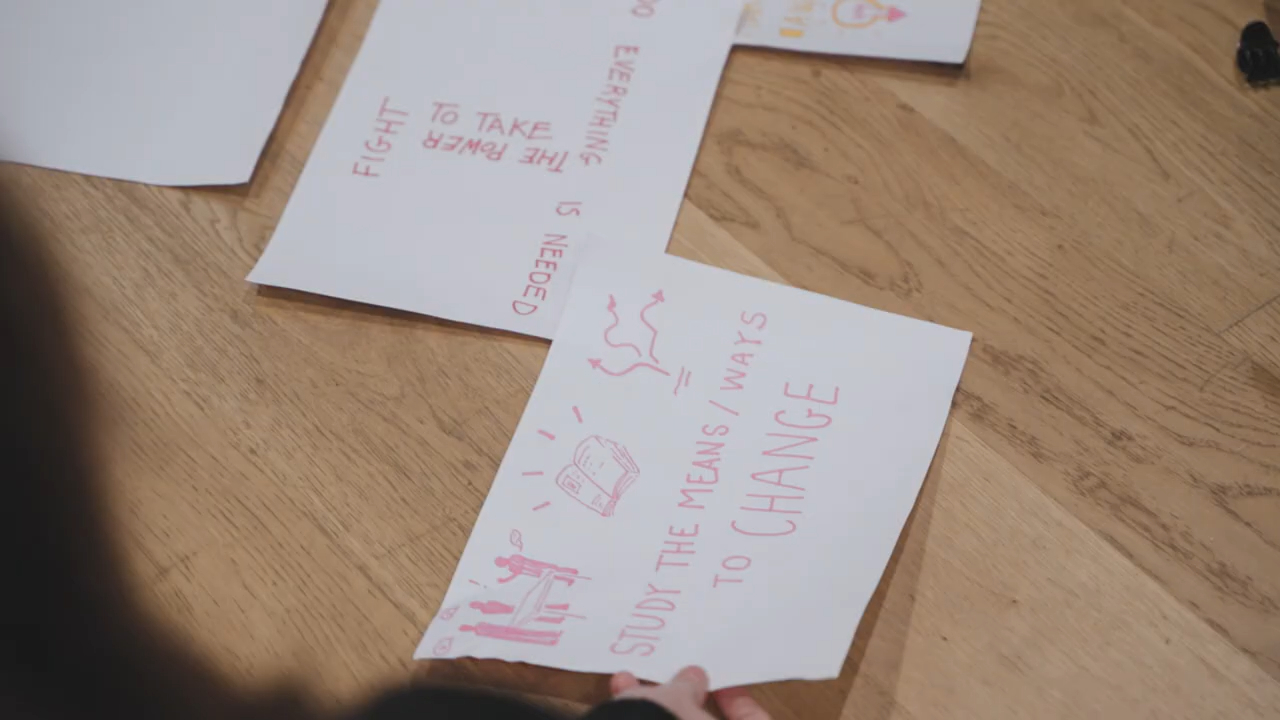 FIGHT
TO TAKE
THE POWER
EVERYTHING
IS NEEDED
STUDY THE MEANS / WAYS
TO CHANGE